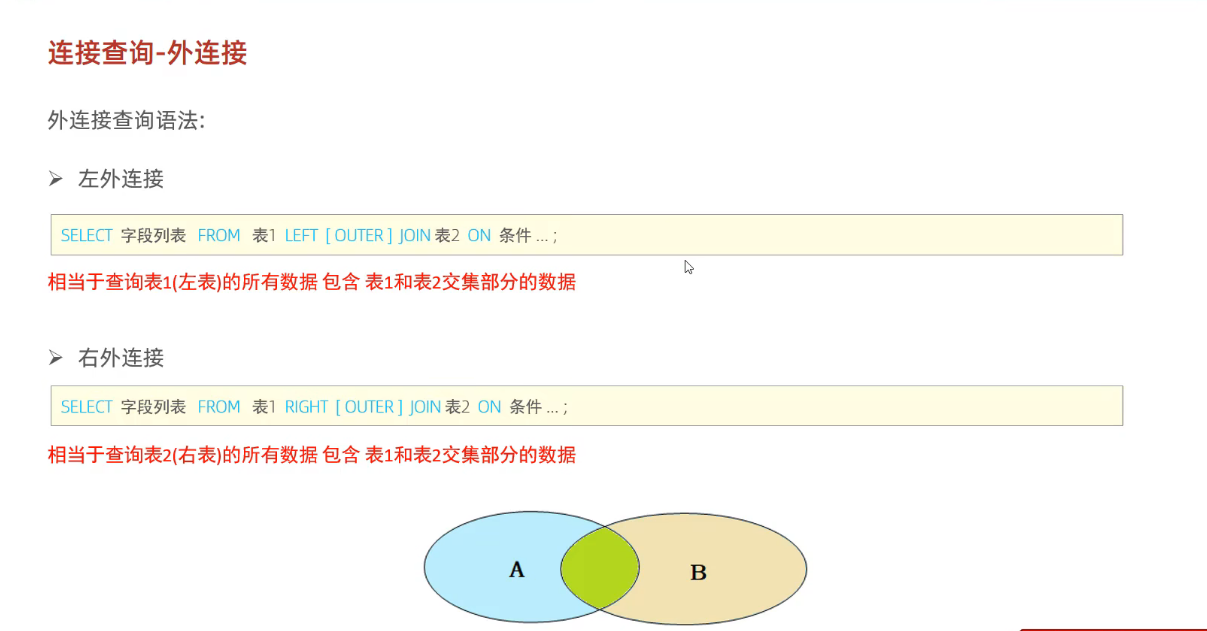 连接查询-外连接
外连接查询语法:
➢ 左外连接
SELECT 字段列表 FROM 表1 LEFT [ OUTER ] JOIN 表2 ON 条件 ... ;
相当于查询表1(左表)的所有数据 包含 表1和表2交集部分的数据
➢ 右外连接
SELECT 字段列表 FROM 表1 RIGHT [ OUTER ] JOIN 表2 ON 条件 ... ;
相当于查询表2(右表)的所有数据 包含 表1和表2交集部分的数据
A B